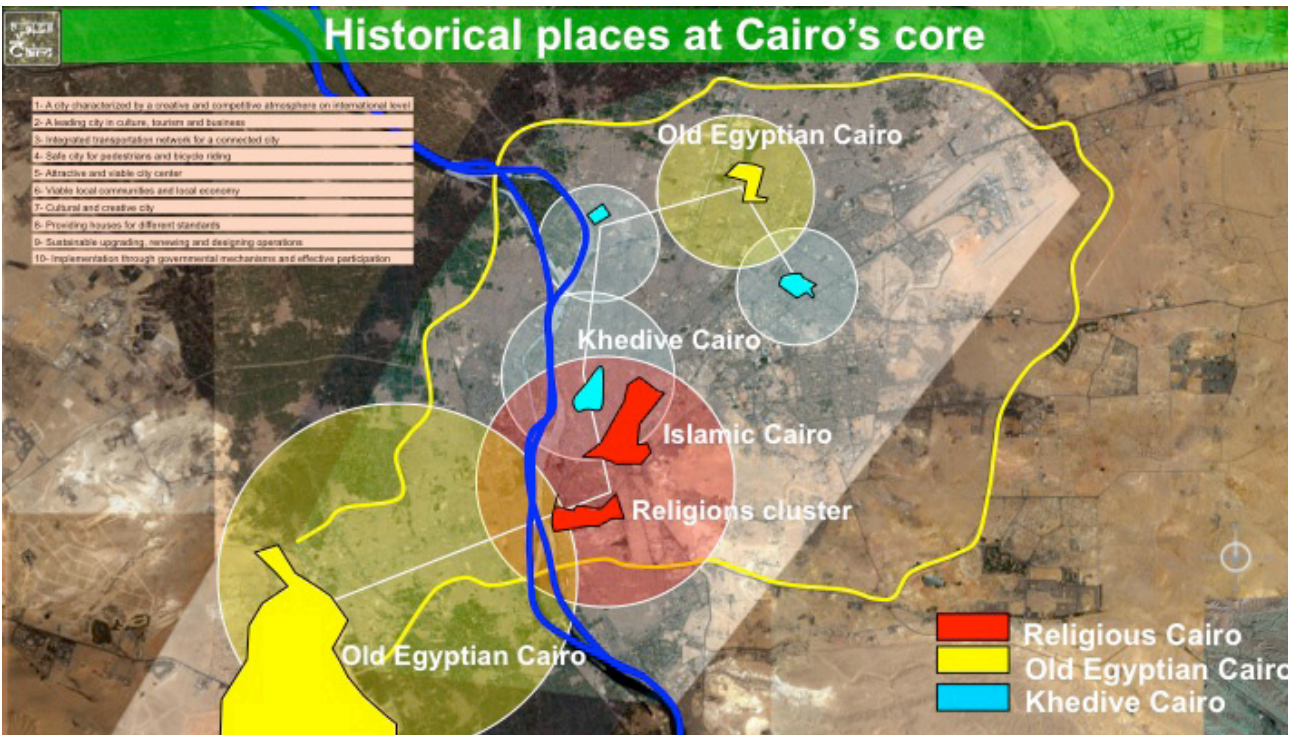 Cairo
Historical places at Cairo's core
1- A city characterized by a creative and competitive atmosphere on international level
2- A leading city in culture, tourism and business
3- Integrated transportation network for a connected city
4- Safe city for pedestrians and bicycle riding
5- Attractive and viable city center
6- Viable local communities and local economy
7- Cultural and creative city
8- Providing houses for different standards
9- Sustainable upgrading, renewing and designing operations
10- Implementation through governmental mechanisms and effective participation
Old Egyptian Cairo
Khedive Cairo
Islamic Cairo
Religions cluster
Old Egyptian Cairo
Religious Cairo
Old Egyptian Cairo
Khedive Cairo